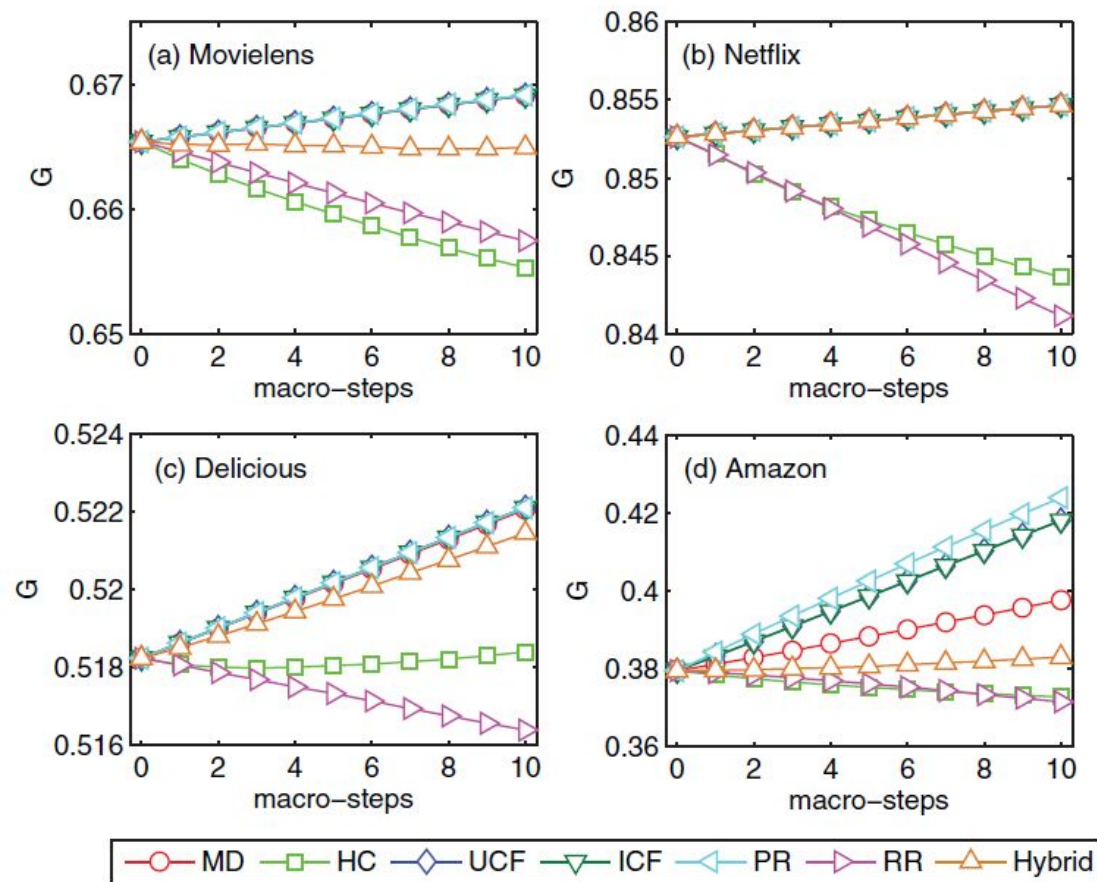 (a) Movielens
G
0.67
0.66
0.65
0 2 4 6 8 10
macro−steps
(b) Netflix
G
0.86
0.855
0.85
0.845
0.84
0 2 4 6 8 10
macro−steps
(c) Delicious
G
0.524
0.522
0.52
0.518
0.516
0 2 4 6 8 10
macro−steps
(d) Amazon
G
0.44
0.42
0.4
0.38
0.36
0 2 4 6 8 10
macro−steps
MD HC UCF ICF PR RR Hybrid